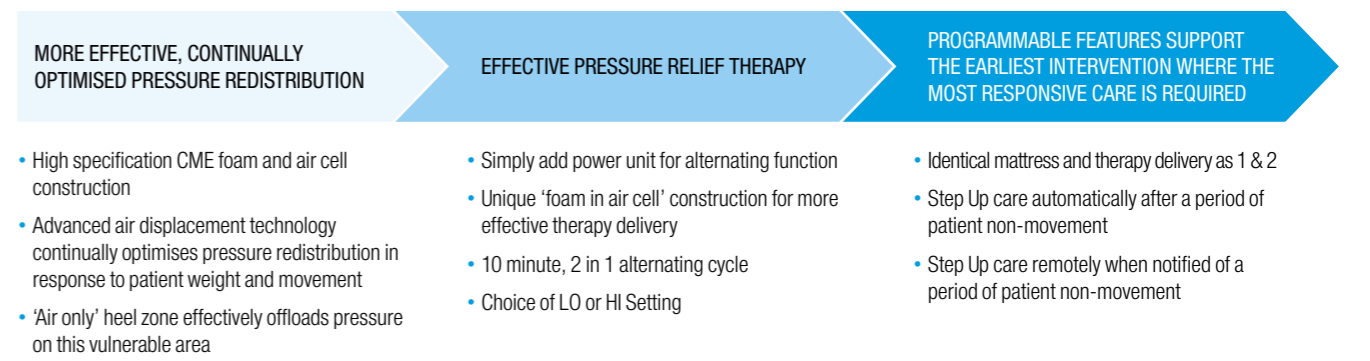 MORE EFFECTIVE, CONTINUALLY
OPTIMISED PRESSURE REDISTRIBUTION
• High specification CME foam and air cell
construction
• Advanced air displacement technology
continually optimises pressure redistribution in
response to patient weight and movement
• ‘Air only’ heel zone effectively offloads pressure
on this vulnerable area
EFFECTIVE PRESSURE RELIEF THERAPY
• Simply add power unit for alternating function
• Unique ‘foam in air cell’ construction for more
effective therapy delivery
• 10 minute, 2 in 1 alternating cycle
• Choice of LO or HI Setting
PROGRAMMABLE FEATURES SUPPORT
THE EARLIEST INTERVENTION WHERE THE
MOST RESPONSIVE CARE IS REQUIRED
• Identical mattress and therapy delivery as 1 & 2
• Step Up care automatically after a period of
patient non-movement
• Step Up care remotely when notified of a
period of patient non-movement